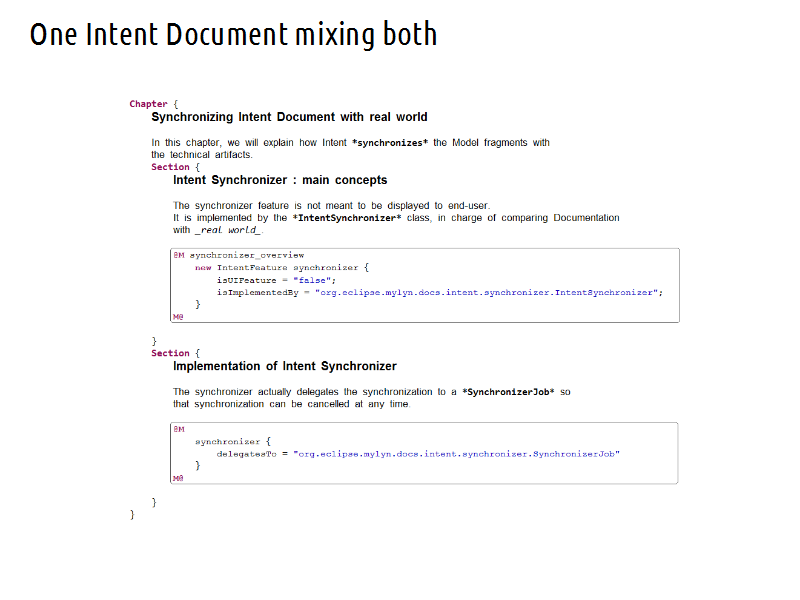 One Intent Document mixing both
Chapter {
Synchronizing Intent Document with real world
In this chapter, we will explain how Intent *synchronizes* the Model fragments with
the technical artifacts.
Section {
Intent Synchronizer : main concepts
The synchronizer feature is not meant to be displayed to end-user.
It is implemented by the *IntentSynchronizer* class, in charge of comparing Documentation
with _real world_.
@M synchronizer_overview
new IntentFeature synchronizer {
isUIFeature = "false";
isImplementedBy = "org.eclipse.mylyn.docs.intent.synchronizer.IntentSynchronizer";
}
M@
}
Section {
Implementation of Intent Synchronizer
The synchronizer actually delegates the synchronization to a *SynchronizerJob* so
that synchronization can be cancelled at any time.
@M
synchronizer {
delegatesTo = "org.eclipse.mylyn.docs.intent.synchronizer.SynchronizerJob"
}
M@
}
}